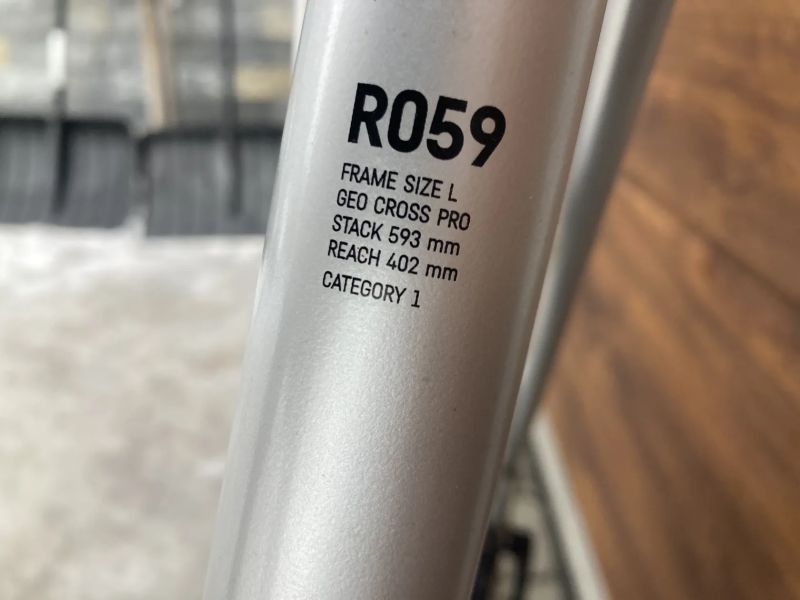 R059
FRAME SIZE L
GEO CROSS PRO
STACK 593 mm
REACH 402 mm
CATEGORY 1